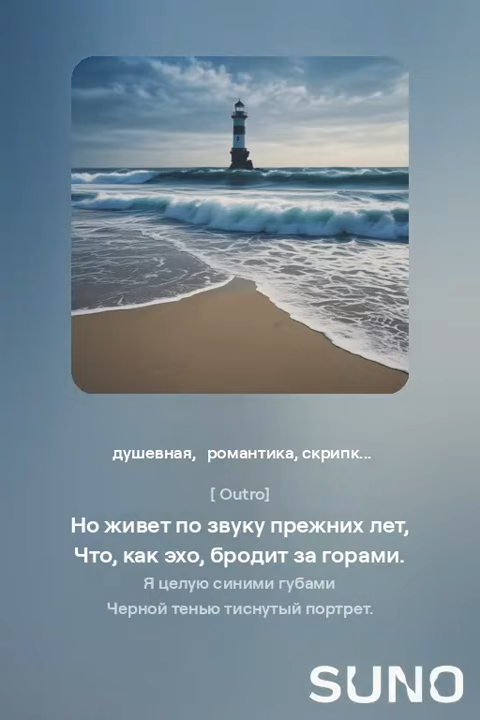 душевная, романтика, скрипк...
[ Outro]
Но живет по звуку прежних лет,
Что, как эхо, бродит за горами.
Я целую синими губами
Черной тенью тиснутый портрет.
SUNO